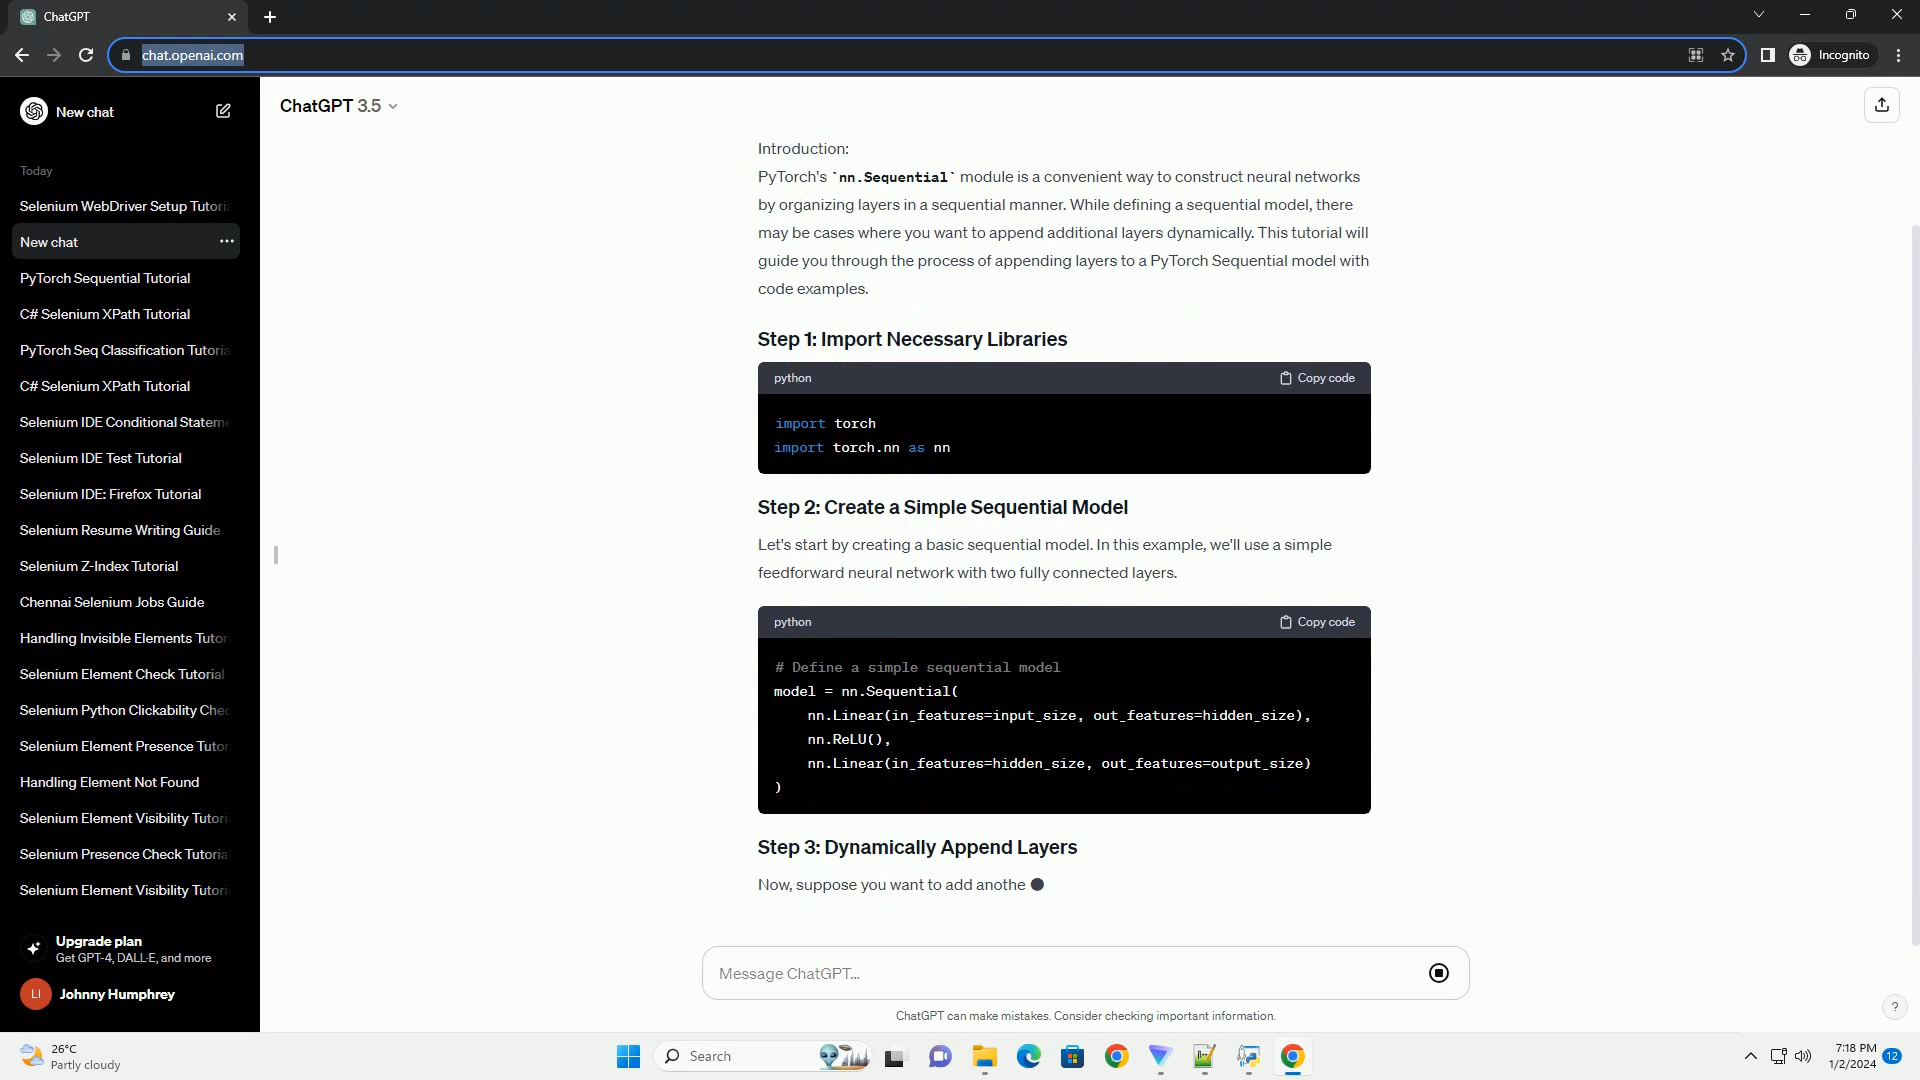 ChatGPT
chat.openai.com
Incognito
New chat
Today
Selenium WebDriver Setup Tutoria
New chat
PyTorch Sequential Tutorial
C# Selenium XPath Tutorial
PyTorch Seq Classification Tutoria
C# Selenium XPath Tutorial
Selenium IDE Conditional Stateme
Selenium IDE Test Tutorial
Selenium IDE: Firefox Tutorial
Selenium Resume Writing Guide
Selenium Z-Index Tutorial
Chennai Selenium Jobs Guide
Handling Invisible Elements Tutor
Selenium Element Check Tutorial
Selenium Python Clickability Chec
Selenium Element Presence Tutor
Handling Element Not Found
Selenium Element Visibility Tutori
Selenium Presence Check Tutoria
Selenium Element Visibility Tutori
Upgrade plan
Get GPT-4, DALL·E, and more
LI
Johnny Humphrey
ChatGPT 3.5
Introduction:
PyTorch's `nn.Sequential` module is a convenient way to construct neural networks
by organizing layers in a sequential manner. While defining a sequential model, there
may be cases where you want to append additional layers dynamically. This tutorial will
guide you through the process of appending layers to a PyTorch Sequential model with
code examples.
Step 1: Import Necessary Libraries
python
Copy code
import torch
import torch.nn as nn
Step 2: Create a Simple Sequential Model
Let's start by creating a basic sequential model. In this example, we'll use a simple
feedforward neural network with two fully connected layers.
python
Copy code
# Define a simple sequential model
model = nn.Sequential(
nn.Linear(in_features=input_size, out_features=hidden_size),
nn.ReLU(),
nn.Linear(in_features=hidden_size, out_features=output_size)
)
Step 3: Dynamically Append Layers
Now, suppose you want to add anothe
Message ChatGPT...
ChatGPT can make mistakes. Consider checking important information.
?
26°C
Partly cloudy
Search
7:18 PM
1/2/2024
12